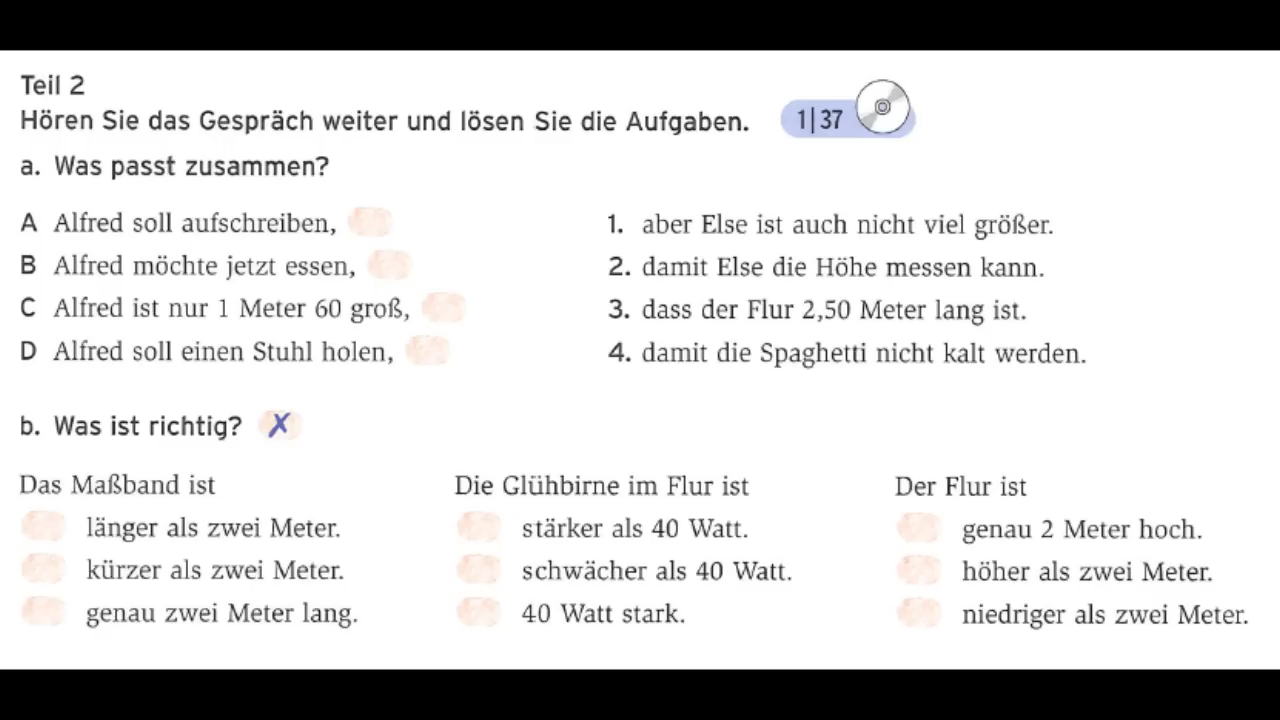 Teil 2
Hören Sie das Gespräch weiter und lösen Sie die Aufgaben. 1|37
a. Was passt zusammen?
A Alfred soll aufschreiben,
B Alfred möchte jetzt essen,
C Alfred ist nur 1 Meter 60 groß,
D Alfred soll einen Stuhl holen,
1. aber Else ist auch nicht viel größer.
2. damit Else die Höhe messen kann.
3. dass der Flur 2,50 Meter lang ist.
4. damit die Spaghetti nicht kalt werden.
b. Was ist richtig? X
Das Maßband ist
länger als zwei Meter.
kürzer als zwei Meter.
genau zwei Meter lang.
Die Glühbirne im Flur ist
stärker als 40 Watt.
schwächer als 40 Watt.
40 Watt stark.
Der Flur ist
genau 2 Meter hoch.
höher als zwei Meter.
niedriger als zwei Meter.